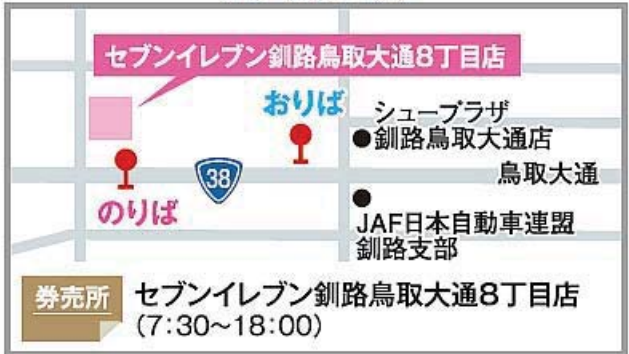 セブンイレブン釧路鳥取大通8丁目店
おりば
シュープラザ
釧路鳥取大通店
38
鳥取大通
のりば
JAF日本自動車連盟
釧路支部
券売所
セブンイレブン釧路鳥取大通8丁目店
(7:30～18:00)